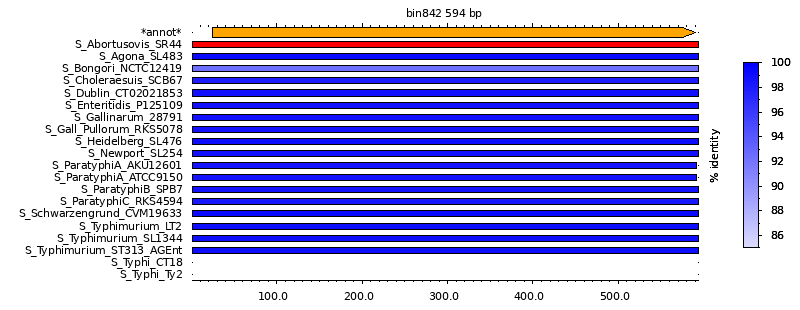 bin842 594 bp
*annot*
S_Abortusovis_SR44
S_Agona_SL483
S_Bongori_NCTC12419
S_Choleraesuis_SCB67
S_Dublin_CT02021853
S_Enteritidis_P125109
S_Gallinarum_28791
S_Gall_Pullorum_RKS5078
S_Heidelberg_SL476
S_Newport_SL254
S_ParatyphiA_AKU12601
S_ParatyphiA_ATCC9150
S_ParatyphiB_SPB7
S_ParatyphiC_RKS4594
S_Schwarzengrund_CVM19633
S_Typhimurium_LT2
S_Typhimurium_SL1344
S_Typhimurium_ST313_AGEnt
S_Typhi_CT18
S_Typhi_Ty2
100.0 200.0 300.0 400.0 500.0
% identity
100
98
96
94
92
90
88
86